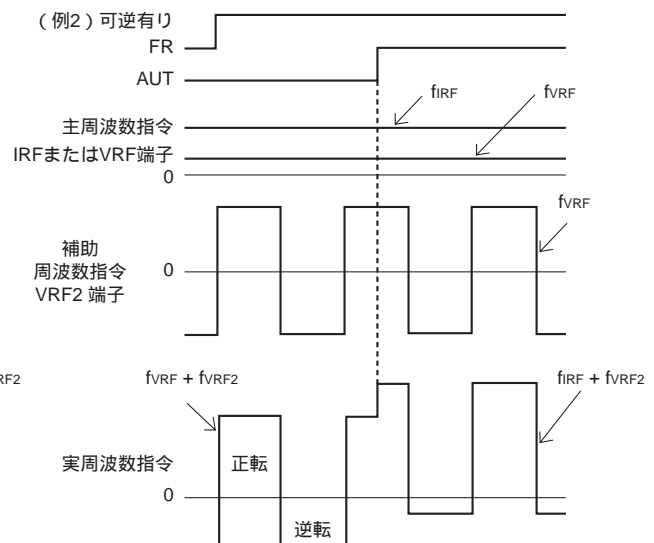 (例2)可逆有り
FR
AUT
fIRF
fVRF
主周波数指令
IRFまたはVRF端子
0
fVRF
補助
周波数指令
VRF2 端子
0
RF2
fVRF + fVRF2
fIRF + fVRF2
実周波数指令
正転
0
逆転